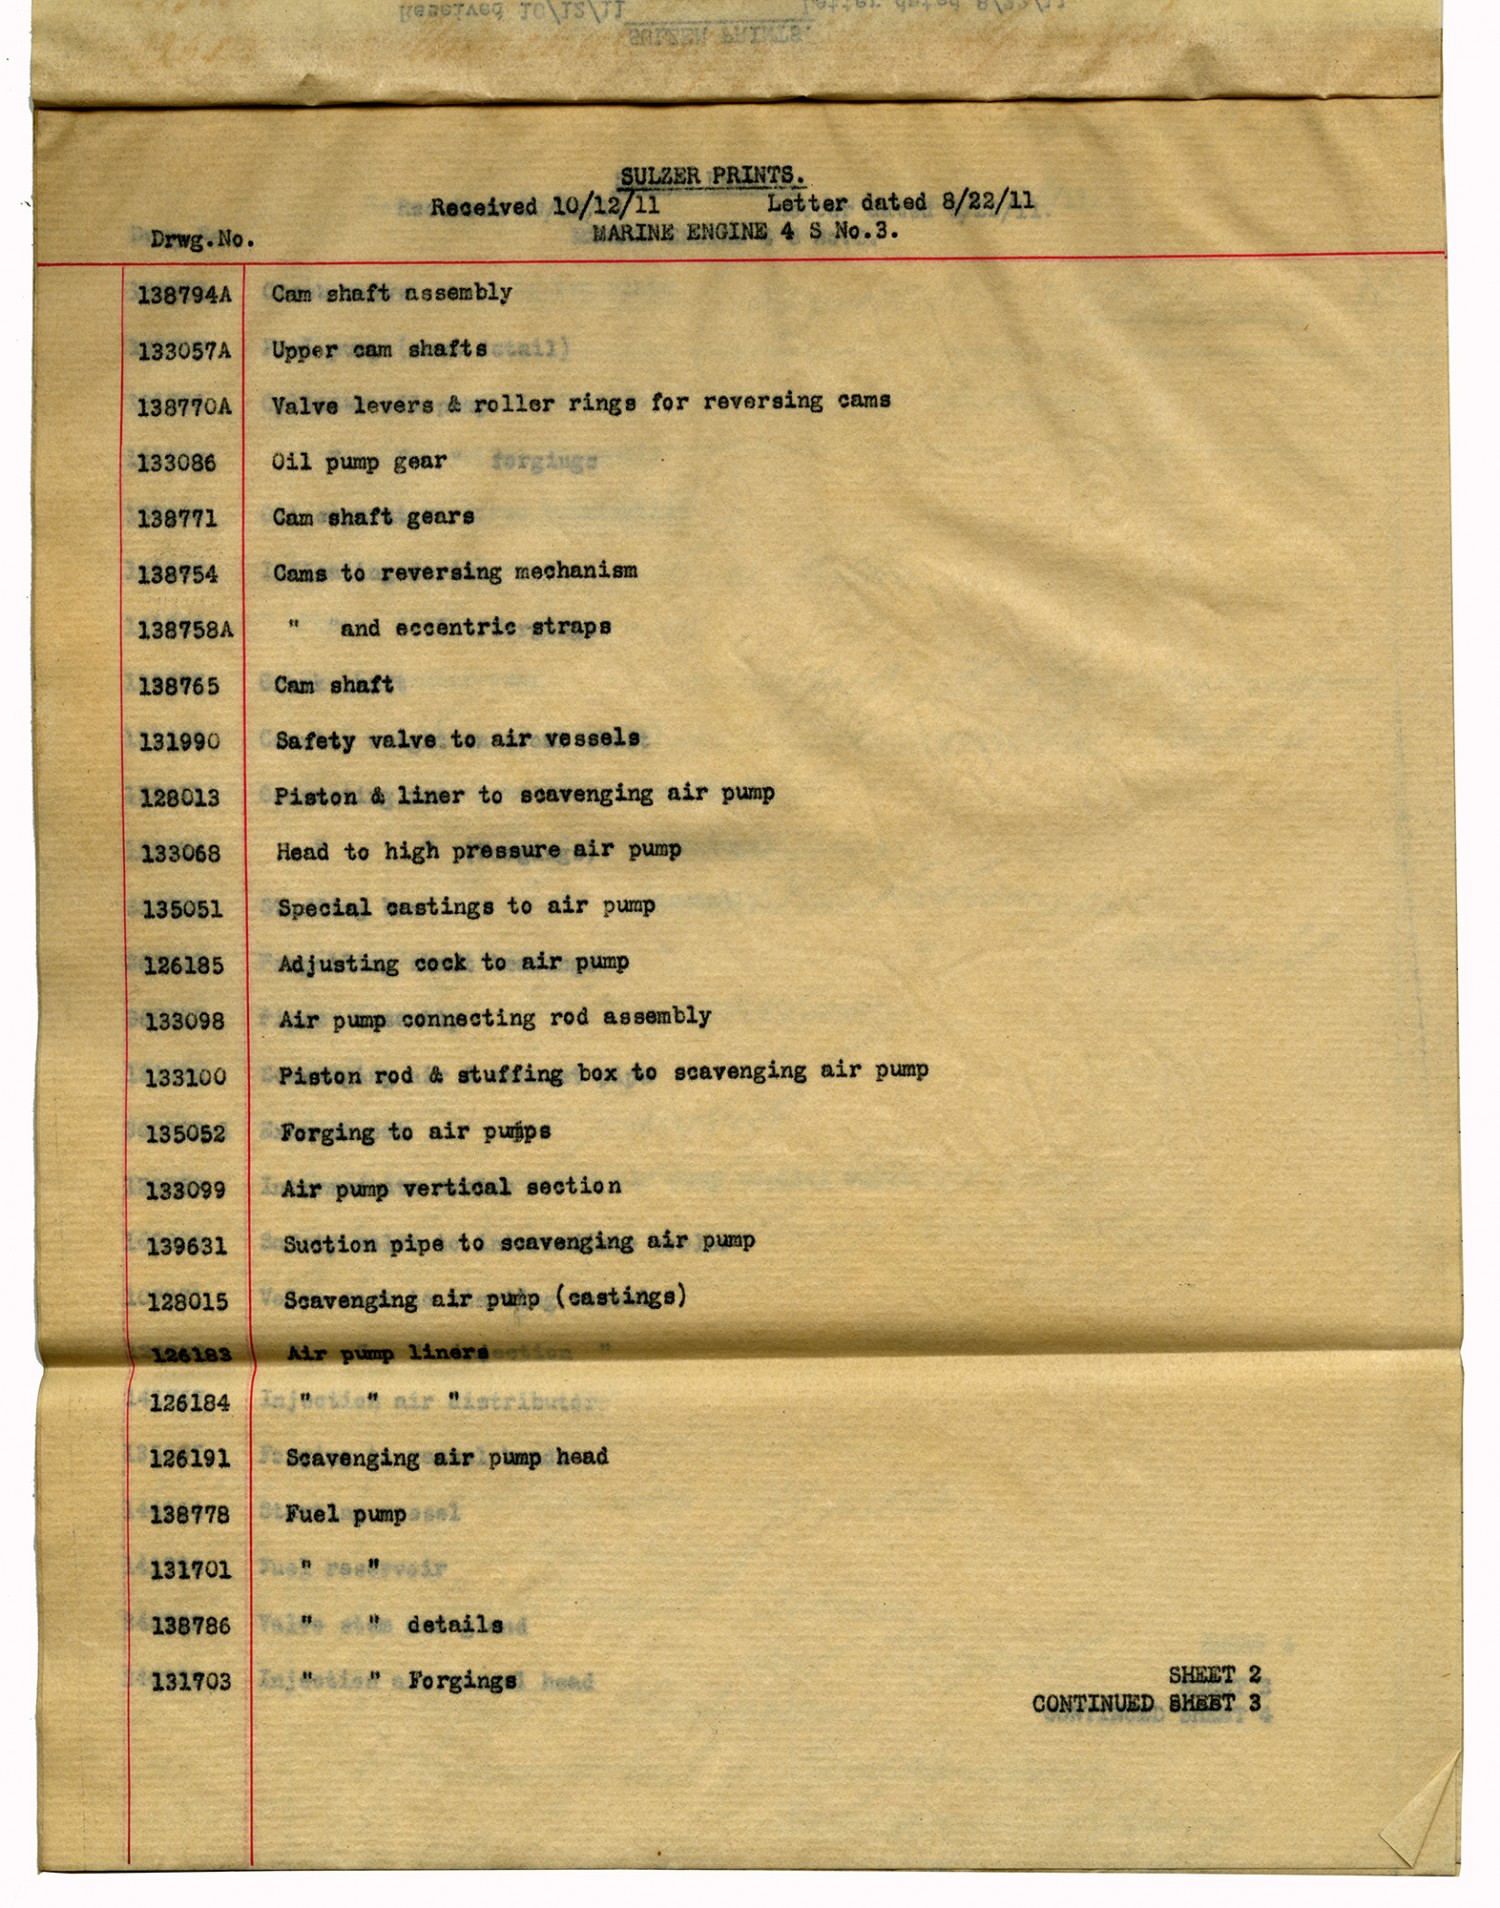 SULZER PRINTS.
Received 10/12/11 Letter dated 8/22/11
Drwg.No. MARINE ENGINE 4 S No.3.
138794A Cam shaft assembly
133057A Upper cam shafts
138770A Valve levers & roller rings for reversing cams
133086 Oil pump gear
138771 Cam shaft gears
138754 Cams to reversing mechanism
138758A " and eccentric straps
138765 Cam shaft
131990 Safety valve to air vessels
128013 Piston & liner to scavenging air pump
133068 Head to high pressure air pump
135051 Special castings to air pump
126185 Adjusting cock to air pump
133098 Air pump connecting rod assembly
133100 Piston rod & stuffing box to scavenging air pump
135052 Forging to air pumps
133099 Air pump vertical section
139631 Suction pipe to scavenging air pump
128015 Scavenging air pump (castings)
126183 Air pump liners
126184 " " "
126191 Scavenging air pump head
138778 Fuel pump
131701 " "
138786 " " details
131703 " " Forgings
SHEET 2
CONTINUED SHEET 3